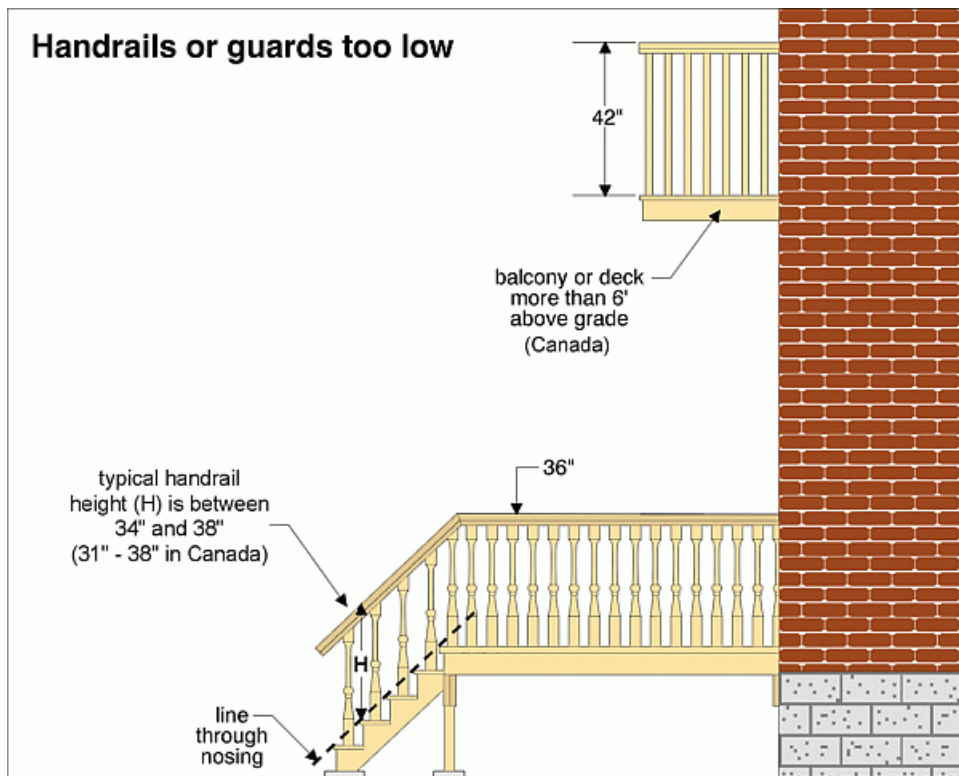 Handrails or guards too low
42"
balcony or deck
more than 6'
above grade
(Canada)
36"
typical handrail
height (H) is between
34" and 38"
(31" - 38" in Canada)
H
line
through
nosing